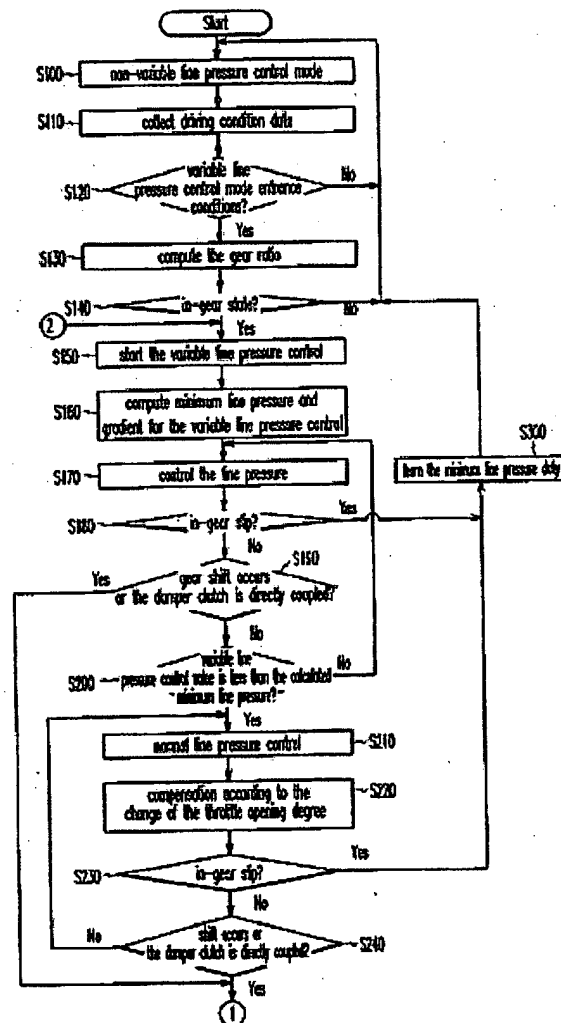 Start
S100
non-variable line pressure control mode
S110
collect driving condition data
S120
variable line
pressure control mode entrance
conditions?
No
Yes
S130
compute the gear ratio
S140
in-gear state?
No
2
Yes
S150
start the variable line pressure control
S160
compute minimum line pressure and
gradient for the variable line pressure control
S300
learn the minimum line pressure duty
S170
control the line pressure
S180
in-gear slip?
Yes
No
S190
Yes
gear shift occurs
or the damper clutch is directly coupled?
No
variable line
S200
pressure control value is less than the calculated
minimum line pressure?
No
Yes
normal line pressure control
S210
compensation according to the
change of the throttle opening degree
S220
Yes
S230
in-gear slip?
No
No
shift occurs or
the damper clutch is directly coupled?
S240
Yes
1